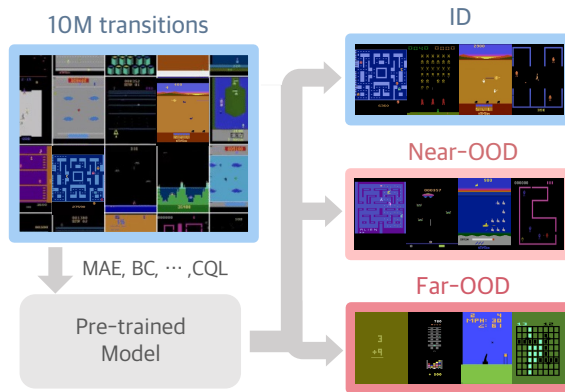 10M transitions
ID
Near-OOD
MAE, BC, ⋯ ,CQL
Far-OOD
Pre-trained
Model